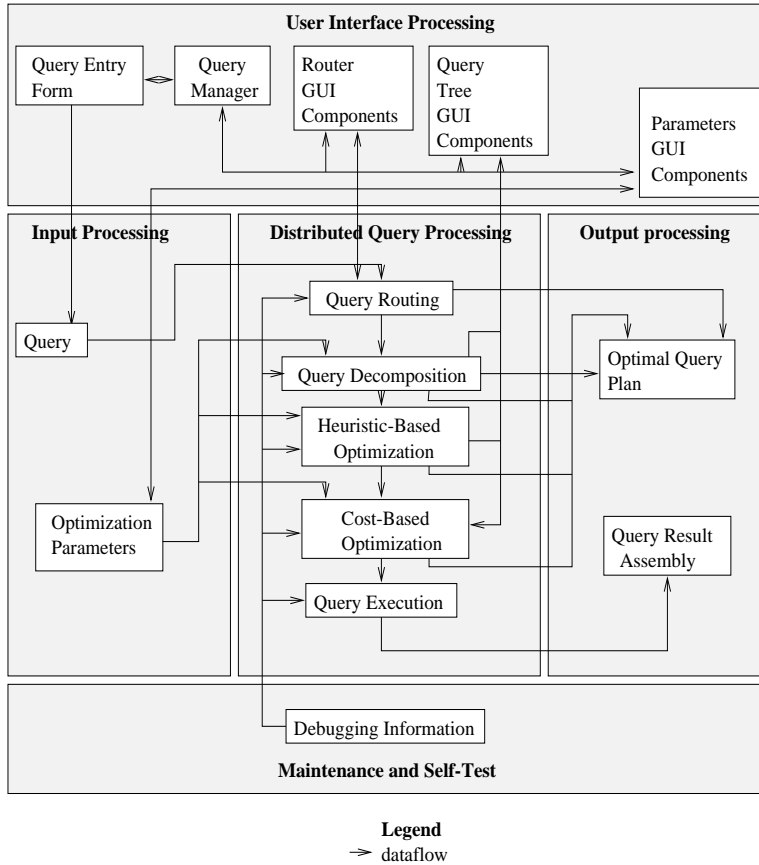 User Interface Processing
Query Entry
Form
Query
Manager
Router
GUI
Components
Query
Tree
GUI
Components
Parameters
GUI
Components
Input Processing
Distributed Query Processing
Output processing
Query Routing
Query
Query Decomposition
Optimal Query
Plan
Heuristic-Based
Optimization
Optimization
Parameters
Cost-Based
Optimization
Query Result
Assembly
Query Execution
Debugging Information
Maintenance and Self-Test
Legend
dataflow